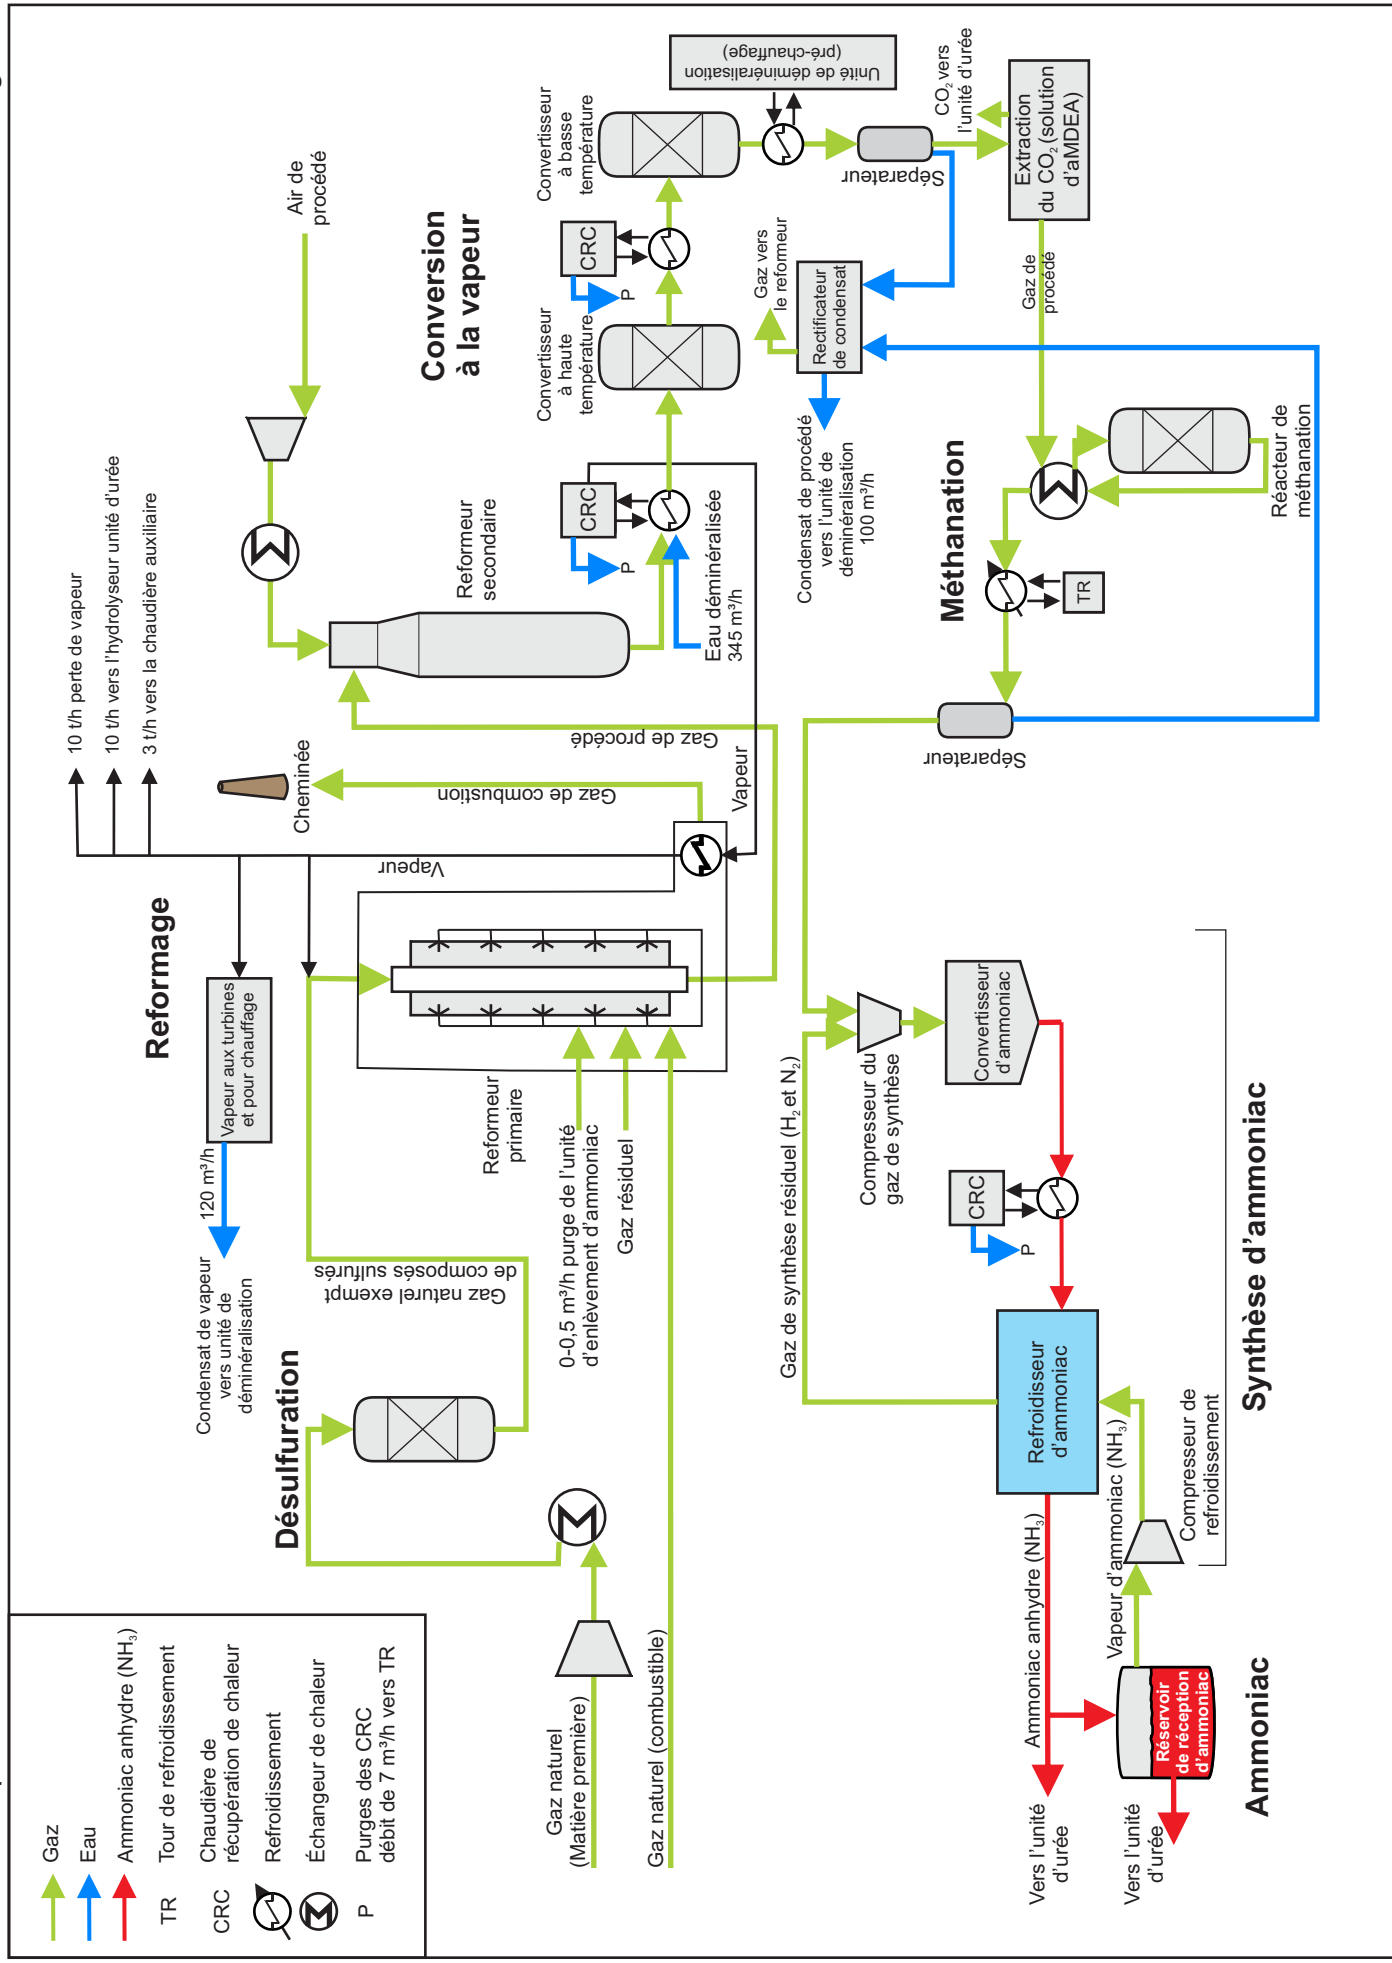 Gaz
Eau
Ammoniac anhydre (NH₃)
TR
Tour de refroidissement
CRC
Chaudière de
récupération de chaleur
Refroidissement
Échangeur de chaleur
P
Purges des CRC
débit de 7 m³/h vers TR
Désulfuration
Gaz naturel
(Matière première)
Gaz naturel (combustible)
Gaz naturel exempt
de composés sulfurés
Reformage
Condensat de vapeur
vers unité de
déminéralisation
120 m³/h
Vapeur aux turbines
et pour chauffage
10 t/h perte de vapeur
10 t/h vers l'hydrolyseur unité d'urée
3 t/h vers la chaudière auxiliaire
Vapeur
Cheminée
Gaz de combustion
Reformeur
primaire
0-0,5 m³/h purge de l'unité
d'enlèvement d'ammoniac
Gaz résiduel
Gaz de procédé
Vapeur
Air de
procédé
Reformeur
secondaire
CRC
P
Eau déminéralisée
345 m³/h
Conversion
à la vapeur
Convertisseur
à haute
température
CRC
P
Convertisseur
à basse
température
Unité de déminéralisation
(pré-chauffage)
Séparateur
CO₂ vers
l'unité d'urée
Extraction
du CO₂ (solution
d'aMDEA)
Gaz vers
le reformeur
Rectificateur
de condensat
Condensat de procédé
vers l'unité de
déminéralisation
100 m³/h
Gaz de
procédé
Méthanation
Réacteur de
méthanation
TR
Séparateur
Gaz de synthèse résiduel (H₂ et N₂)
Compresseur du
gaz de synthèse
Convertisseur
d'ammoniac
CRC
P
Refroidisseur
d'ammoniac
Synthèse d'ammoniac
Ammoniac anhydre (NH₃)
Vapeur d'ammoniac (NH₃)
Compresseur de
refroidissement
Réservoir
de réception
d'ammoniac
Vers l'unité
d'urée
Vers l'unité
d'urée
Ammoniac